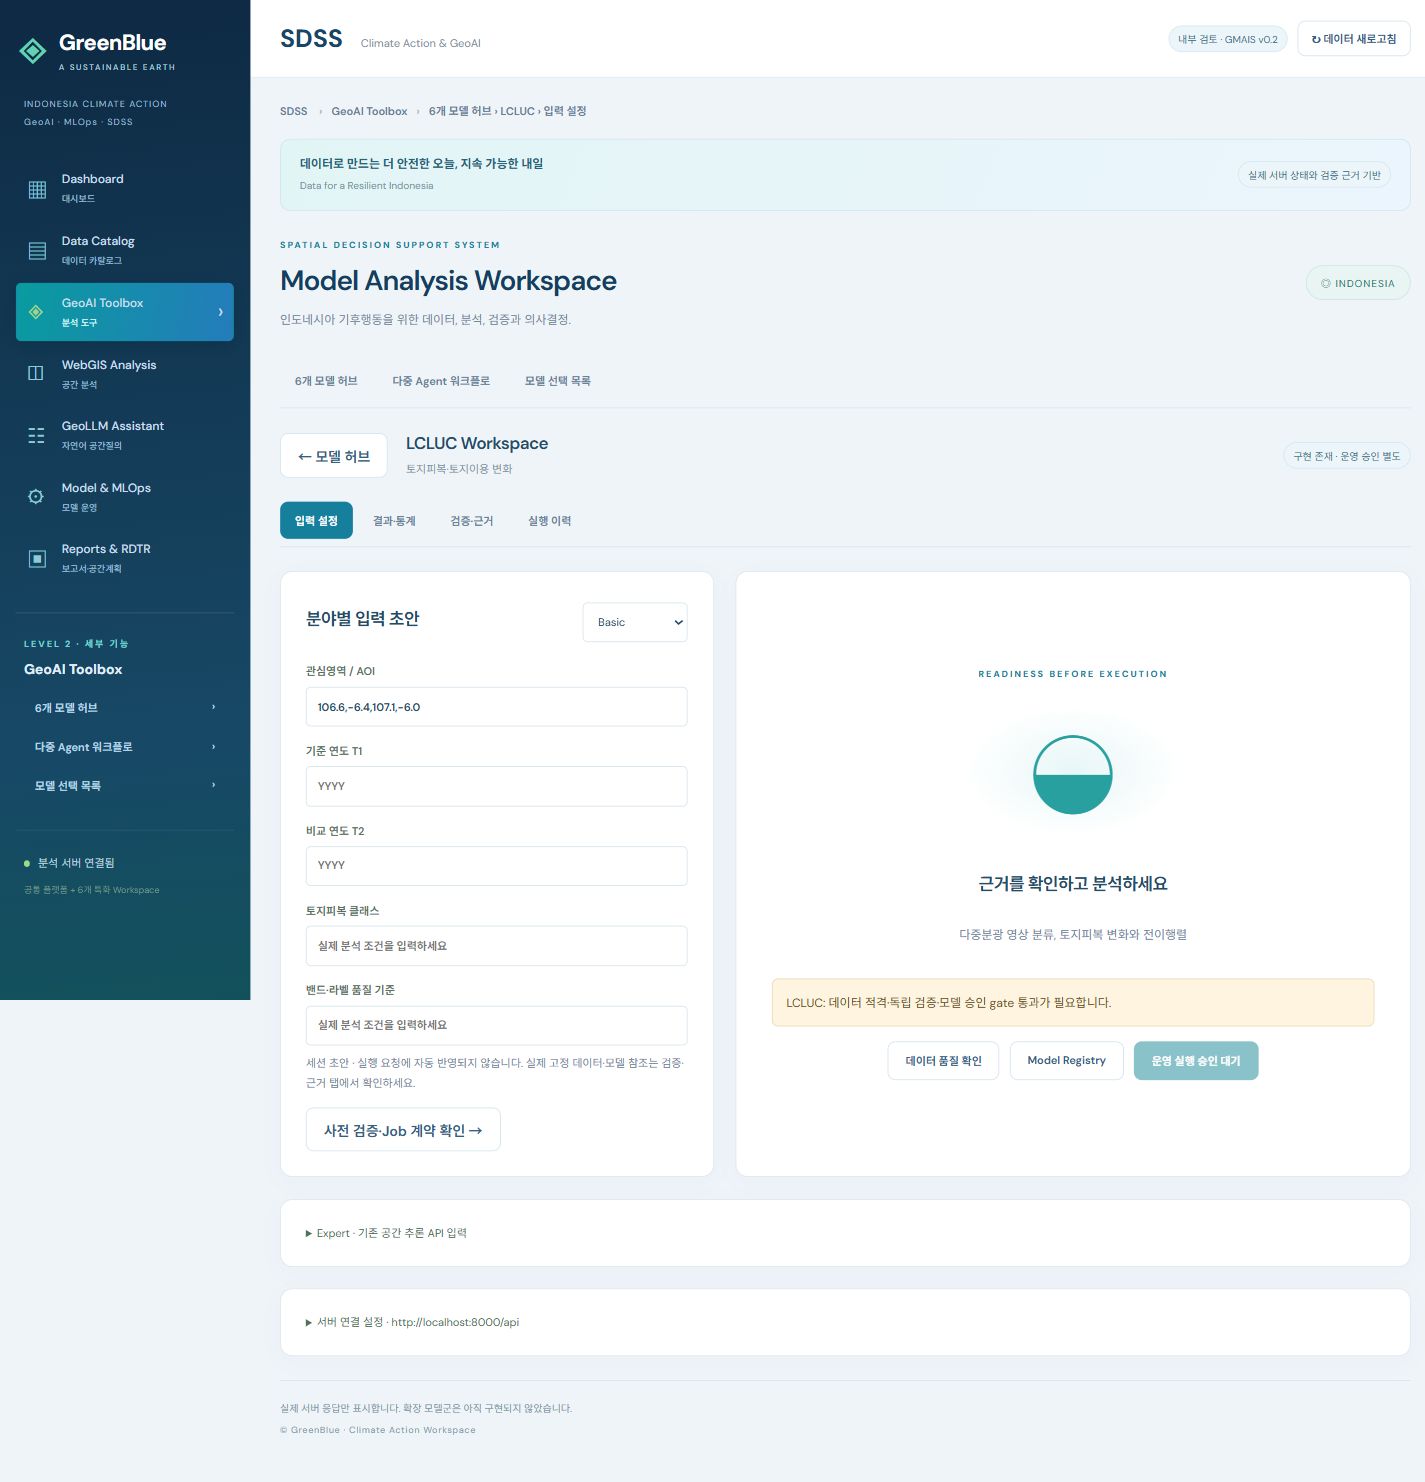 GreenBlue
A SUSTAINABLE EARTH
INDONESIA CLIMATE ACTION
GeoAI · MLOps · SDSS
Dashboard
대시보드
Data Catalog
데이터 카탈로그
GeoAI Toolbox
분석 도구
WebGIS Analysis
공간 분석
GeoLLM Assistant
자연어 공간질의
Model & MLOps
모델 운영
Reports & RDTR
보고서·공간계획
LEVEL 2 · 세부 기능
GeoAI Toolbox
6개 모델 허브 ›
다중 Agent 워크플로 ›
모델 선택 목록 ›
분석 서버 연결됨
공통 플랫폼 + 6개 특화 Workspace
SDSS Climate Action & GeoAI
내부 검토 · GMAIS v0.2
↻ 데이터 새로고침
SDSS › GeoAI Toolbox › 6개 모델 허브 › LCLUC › 입력 설정
데이터로 만드는 더 안전한 오늘, 지속 가능한 내일
Data for a Resilient Indonesia
실제 서버 상태와 검증 근거 기반
SPATIAL DECISION SUPPORT SYSTEM
Model Analysis Workspace
◎ INDONESIA
인도네시아 기후행동을 위한 데이터, 분석, 검증과 의사결정.
6개 모델 허브 다중 Agent 워크플로 모델 선택 목록
← 모델 허브
LCLUC Workspace
토지피복·토지이용 변화
구현 존재 · 운영 승인 별도
입력 설정 결과·통계 검증·근거 실행 이력
분야별 입력 초안
Basic
관심영역 / AOI
106.6,-6.4,107.1,-6.0
기준 연도 T1
YYYY
비교 연도 T2
YYYY
토지피복 클래스
실제 분석 조건을 입력하세요
밴드·라벨 품질 기준
실제 분석 조건을 입력하세요
세션 초안 · 실행 요청에 자동 반영되지 않습니다. 실제 고정 데이터·모델 참조는 검증·
근거 탭에서 확인하세요.
사전 검증·Job 계약 확인 →
READINESS BEFORE EXECUTION
근거를 확인하고 분석하세요
다중분광 영상 분류, 토지피복 변화와 전이행렬
LCLUC: 데이터 적격·독립 검증·모델 승인 gate 통과가 필요합니다.
데이터 품질 확인 Model Registry 운영 실행 승인 대기
▶ Expert · 기존 공간 추론 API 입력
▶ 서버 연결 설정 · http://localhost:8000/api
실제 서버 응답만 표시합니다. 확장 모델군은 아직 구현되지 않았습니다.
© GreenBlue · Climate Action Workspace